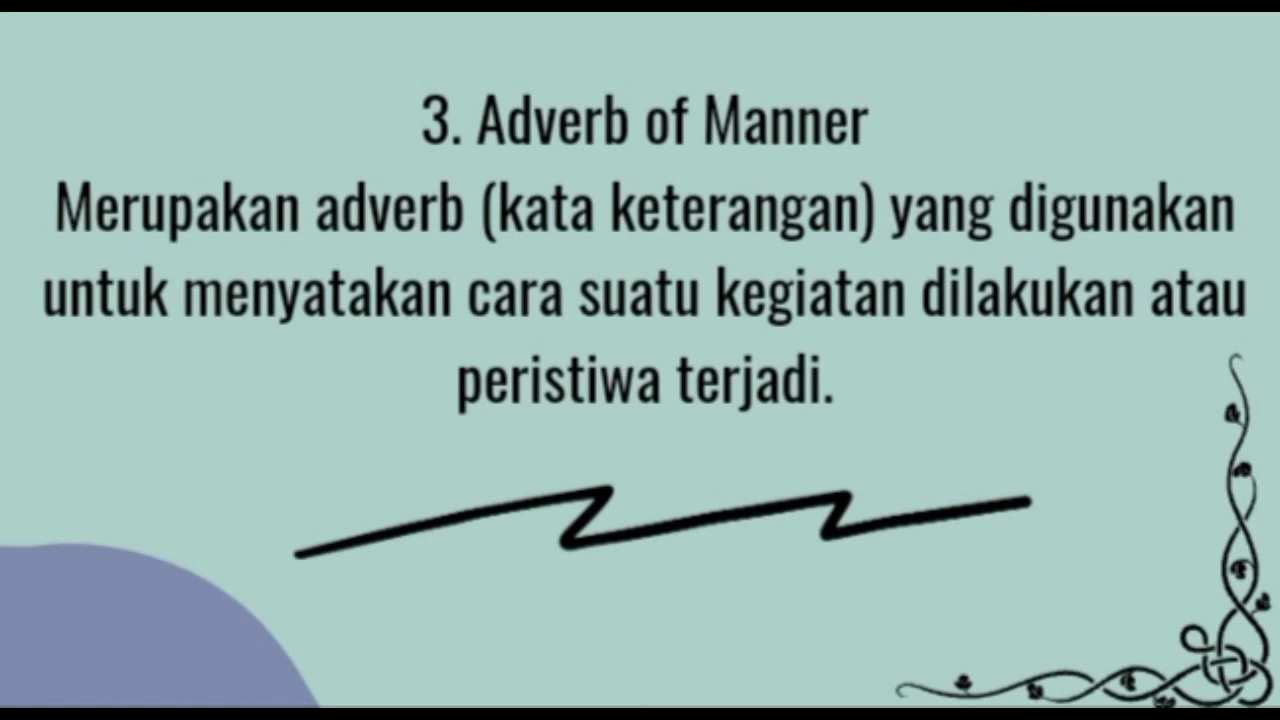 3. Adverb of Manner
Merupakan adverb (kata keterangan) yang digunakan
untuk menyatakan cara suatu kegiatan dilakukan atau
peristiwa terjadi.